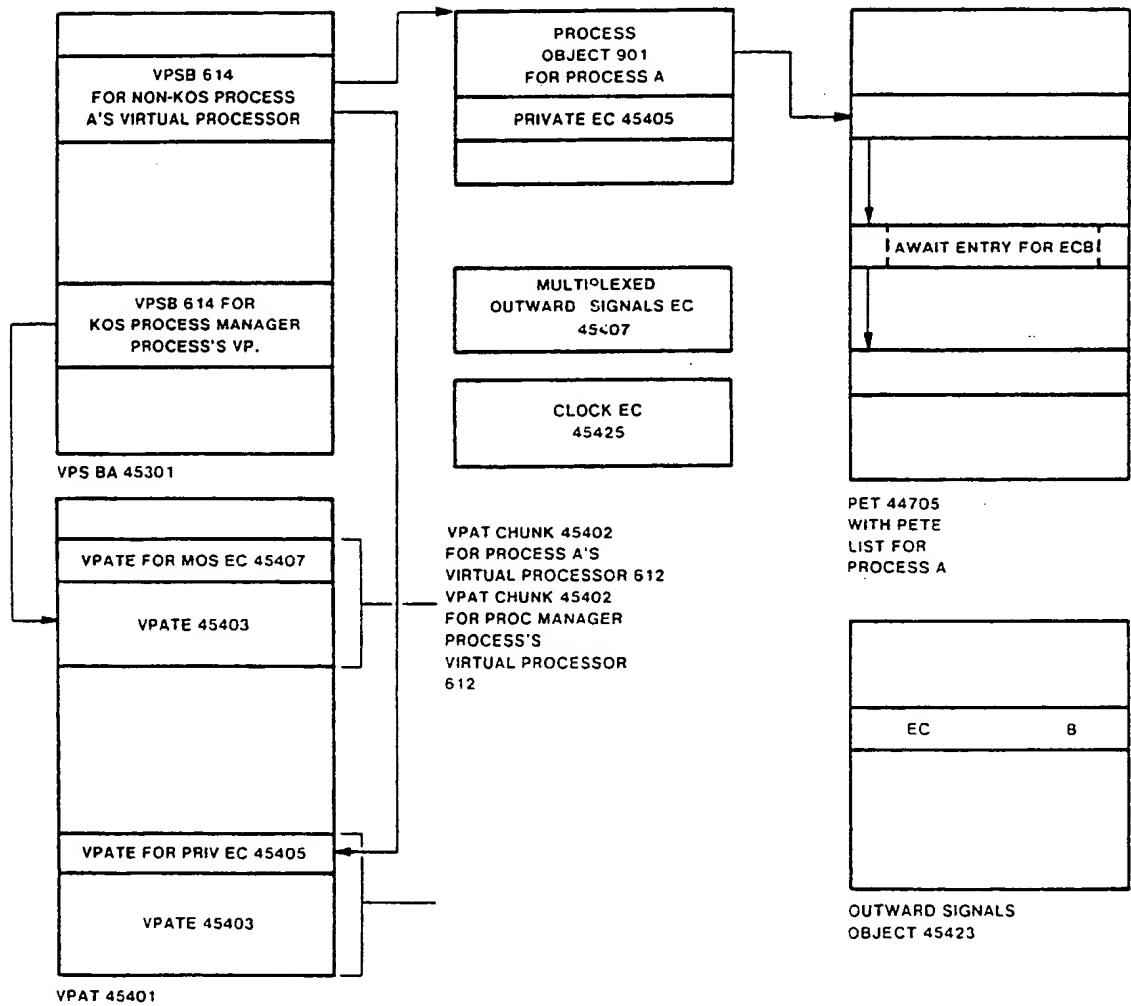 VPSB 614
FOR NON-KOS PROCESS
A'S VIRTUAL PROCESSOR
VPSB 614 FOR
KOS PROCESS MANAGER
PROCESS'S VP.
VPS BA 45301
VPATE FOR MOS EC 45407
VPATE 45403
VPATE FOR PRIV EC 45405
VPATE 45403
VPAT 45401
PROCESS
OBJECT 901
FOR PROCESS A
PRIVATE EC 45405
MULTIPLEXED
OUTWARD SIGNALS EC
45407
CLOCK EC
45425
VPAT CHUNK 45402
FOR PROCESS A'S
VIRTUAL PROCESSOR 612
VPAT CHUNK 45402
FOR PROC MANAGER
PROCESS'S
VIRTUAL PROCESSOR
612
AWAIT ENTRY FOR ECB
PET 44705
WITH PETE
LIST FOR
PROCESS A
EC B
OUTWARD SIGNALS
OBJECT 45423